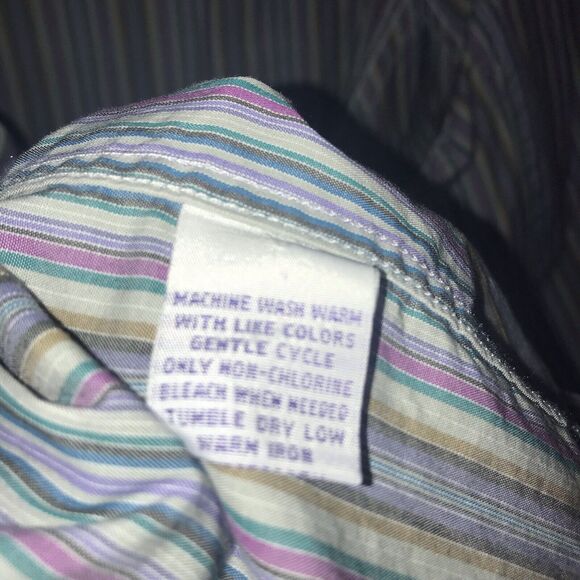 MACHINE WASH WARM
WITH LIKE COLORS
GENTLE CYCLE
ONLY NON-CHLORINE
BLEACH WHEN NEEDED
TUMBLE DRY LOW
WARM IRON